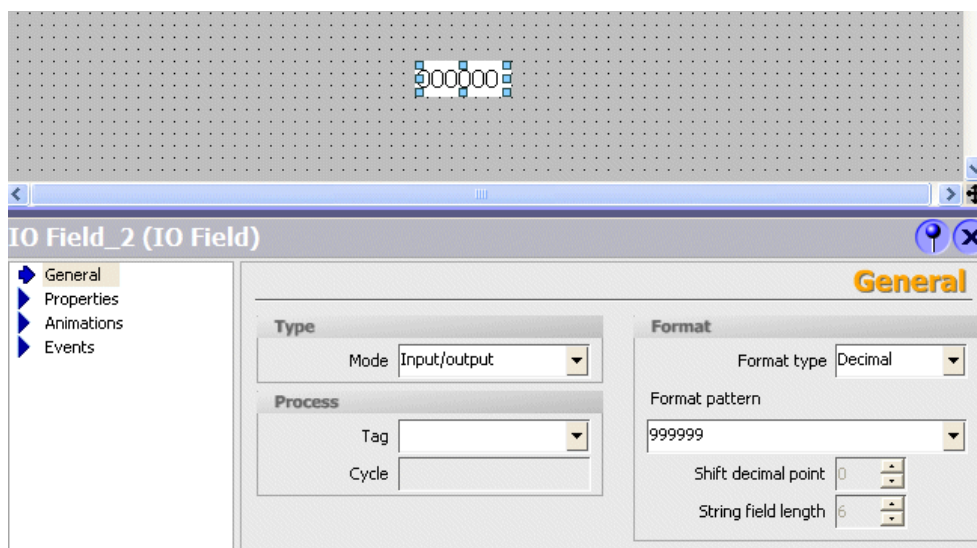 000000
IO Field_2 (IO Field)
General
Properties
Animations
Events
General
Type
Mode Input/output
Process
Tag
Cycle
Format
Format type Decimal
Format pattern
999999
Shift decimal point 0
String field length 6